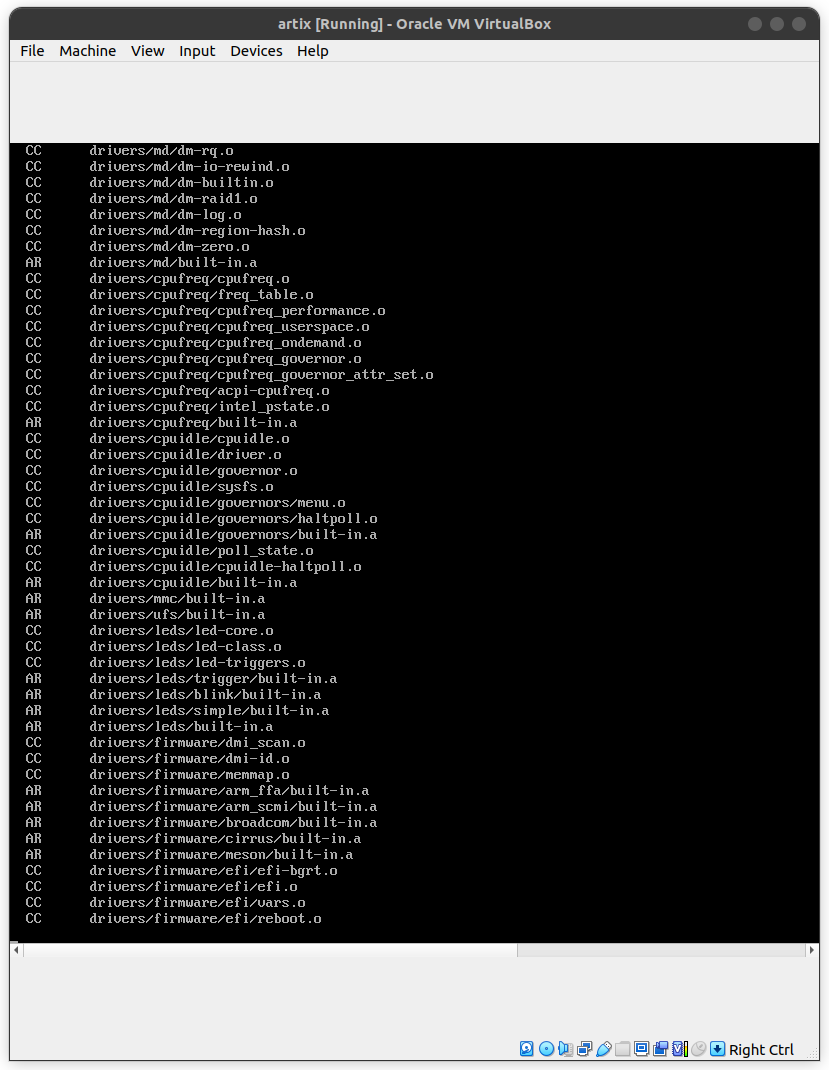 artix [Running] - Oracle VM VirtualBox
File Machine View Input Devices Help
CC drivers/md/dm-rq.o
CC drivers/md/dm-io-rewind.o
CC drivers/md/dm-builtin.o
CC drivers/md/dm-raid1.o
CC drivers/md/dm-log.o
CC drivers/md/dm-region-hash.o
CC drivers/md/dm-zero.o
AR drivers/md/built-in.a
CC drivers/cpufreq/cpufreq.o
CC drivers/cpufreq/freq_table.o
CC drivers/cpufreq/cpufreq_performance.o
CC drivers/cpufreq/cpufreq_userspace.o
CC drivers/cpufreq/cpufreq_ondemand.o
CC drivers/cpufreq/cpufreq_governor.o
CC drivers/cpufreq/cpufreq_governor_attr_set.o
CC drivers/cpufreq/acpi-cpufreq.o
CC drivers/cpufreq/intel_pstate.o
AR drivers/cpufreq/built-in.a
CC drivers/cpuidle/cpuidle.o
CC drivers/cpuidle/driver.o
CC drivers/cpuidle/governor.o
CC drivers/cpuidle/sysfs.o
CC drivers/cpuidle/governors/menu.o
CC drivers/cpuidle/governors/haltpoll.o
AR drivers/cpuidle/governors/built-in.a
CC drivers/cpuidle/poll_state.o
CC drivers/cpuidle/cpuidle-haltpoll.o
AR drivers/cpuidle/built-in.a
AR drivers/mmc/built-in.a
AR drivers/ufs/built-in.a
CC drivers/leds/led-core.o
CC drivers/leds/led-class.o
CC drivers/leds/led-triggers.o
AR drivers/leds/trigger/built-in.a
AR drivers/leds/blink/built-in.a
AR drivers/leds/simple/built-in.a
AR drivers/leds/built-in.a
CC drivers/firmware/dmi_scan.o
CC drivers/firmware/dmi-id.o
CC drivers/firmware/memmap.o
AR drivers/firmware/arm_ffa/built-in.a
AR drivers/firmware/arm_scmi/built-in.a
AR drivers/firmware/broadcom/built-in.a
AR drivers/firmware/cirrus/built-in.a
AR drivers/firmware/meson/built-in.a
CC drivers/firmware/efi/efi-bgrt.o
CC drivers/firmware/efi/efi.o
CC drivers/firmware/efi/vars.o
CC drivers/firmware/efi/reboot.o
Right Ctrl